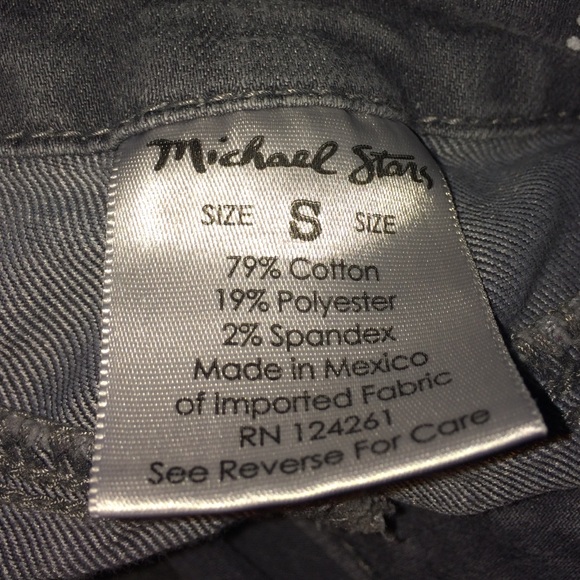 Michael Stars
SIZE S SIZE
79% Cotton
19% Polyester
2% Spandex
Made in Mexico
of Imported Fabric
RN 124261
See Reverse For Care